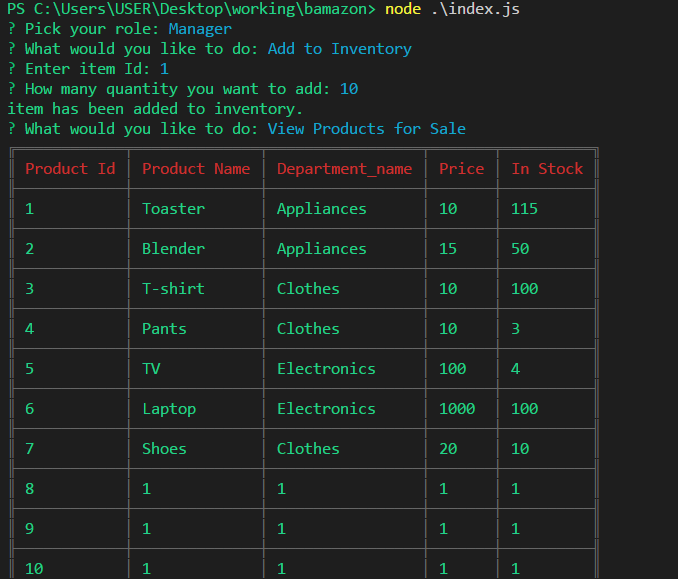 PS C:\Users\USER\Desktop\working\bamazon> node .\index.js
? Pick your role: Manager
? What would you like to do: Add to Inventory
? Enter item Id: 1
? How many quantity you want to add: 10
item has been added to inventory.
? What would you like to do: View Products for Sale
Product Id Product Name Department_name Price In Stock
1 Toaster Appliances 10 115
2 Blender Appliances 15 50
3 T-shirt Clothes 10 100
4 Pants Clothes 10 3
5 TV Electronics 100 4
6 Laptop Electronics 1000 100
7 Shoes Clothes 20 10
8 1 1 1 1
9 1 1 1 1
10 1 1 1 1